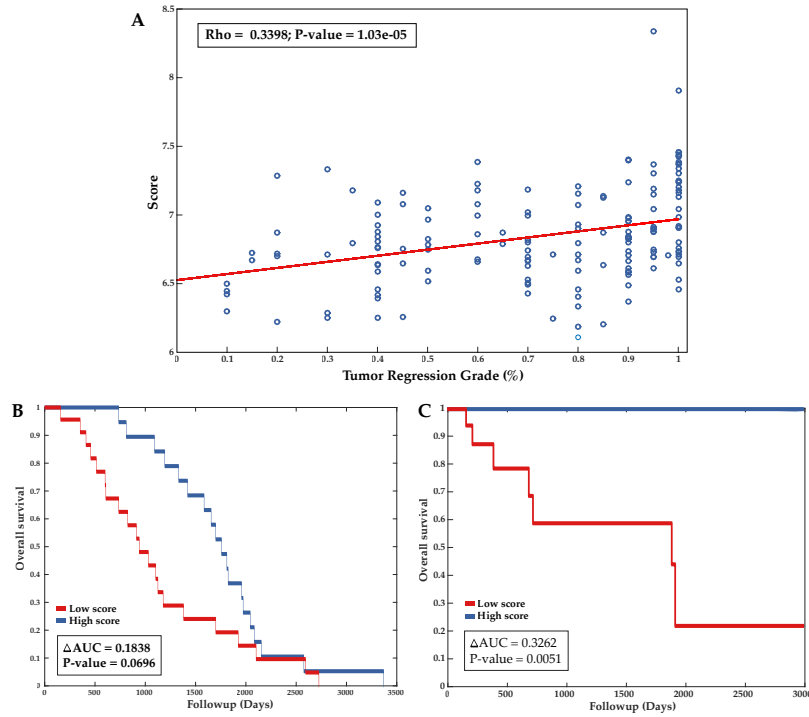 A
8.5
8
7.5
7
6.5
6
Score
Rho = 0.3398; P-value = 1.03e-05
0 0.1 0.2 0.3 0.4 0.5 0.6 0.7 0.8 0.9 1
Tumor Regression Grade (%)
B
1
0.9
0.8
0.7
0.6
0.5
0.4
0.3
0.2
0.1
0
Overall survival
Low score
High score
△AUC = 0.1838
P-value = 0.0696
0 500 1000 1500 2000 2500 3000 3500
Followup (Days)
C
1
0.9
0.8
0.7
0.6
0.5
0.4
0.3
0.2
0.1
0
Overall survival
Low score
High score
△AUC = 0.3262
P-value = 0.0051
0 500 1000 1500 2000 2500 3000
Followup (Days)